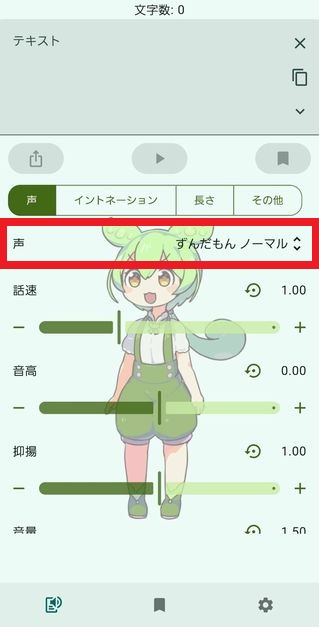 文字数: 0
テキスト
声
イントネーション
長さ
その他
声
ずんだもん ノーマル
話速
1.00
音高
0.00
抑揚
1.00
音量
1.50